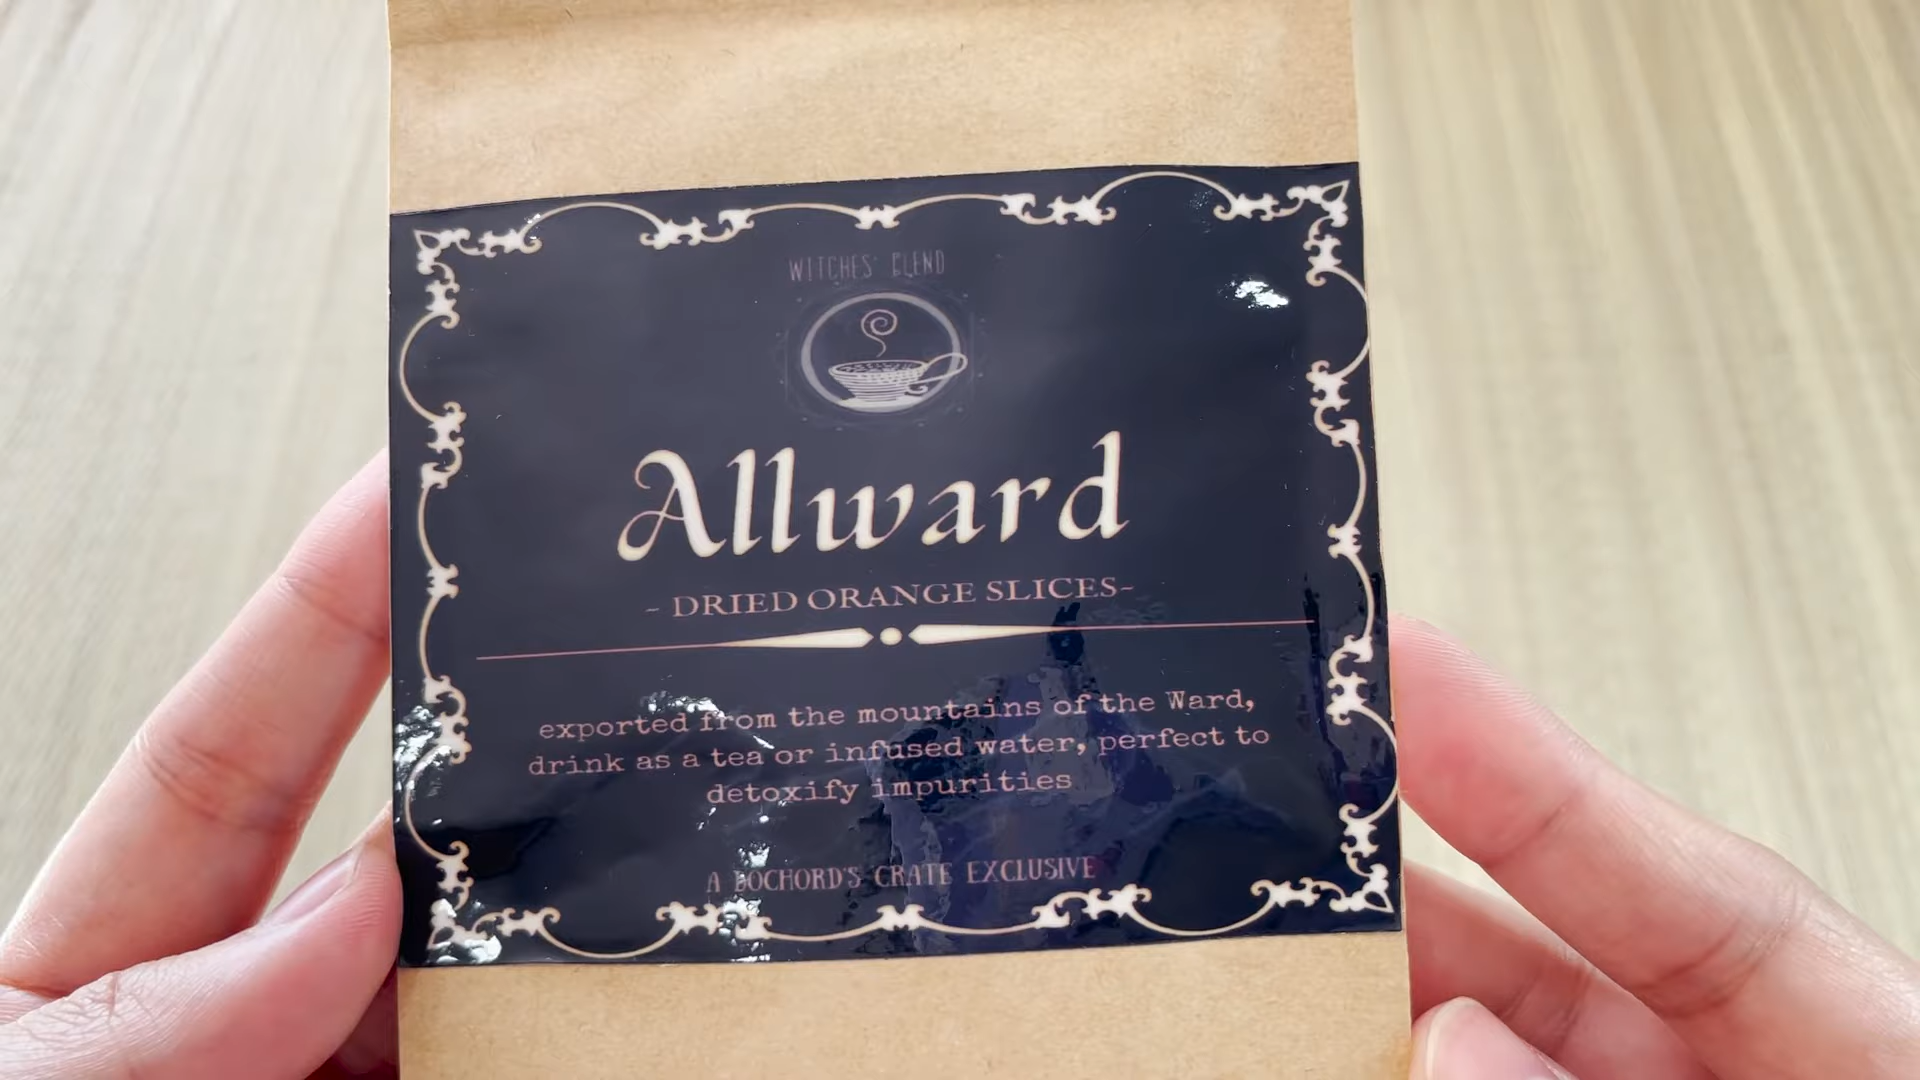 WITCHES' BLEND
Allward
- DRIED ORANGE SLICES-
exported from the mountains of the Ward,
drink as a tea or infused water, perfect to
detoxify impurities
A BOCHORD'S CRATE EXCLUSIVE